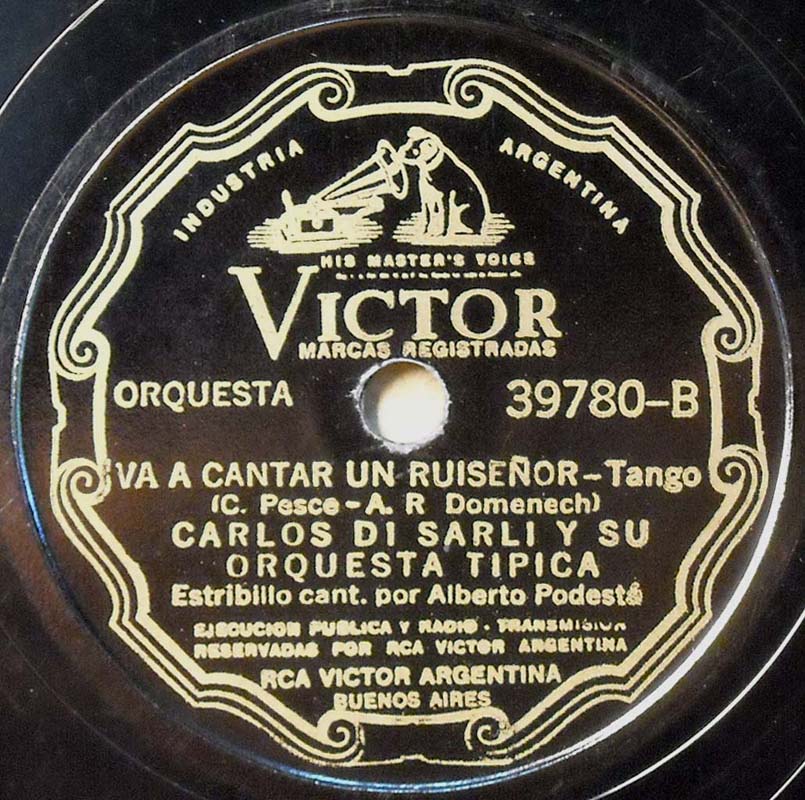 INDUSTRIA ARGENTINA
HIS MASTER'S VOICE
VICTOR
MARCAS REGISTRADAS
ORQUESTA 39780-B
VA A CANTAR UN RUISEÑOR-Tango
(C. Pesce-A. R Domenech)
CARLOS DI SARLI Y SU
ORQUESTA TIPICA
Estribillo cant. por Alberto Podestá
EJECUCION PUBLICA Y RADIO - TRANSMISION
RESERVADAS POR RCA VICTOR ARGENTINA
RCA VICTOR ARGENTINA
BUENOS AIRES